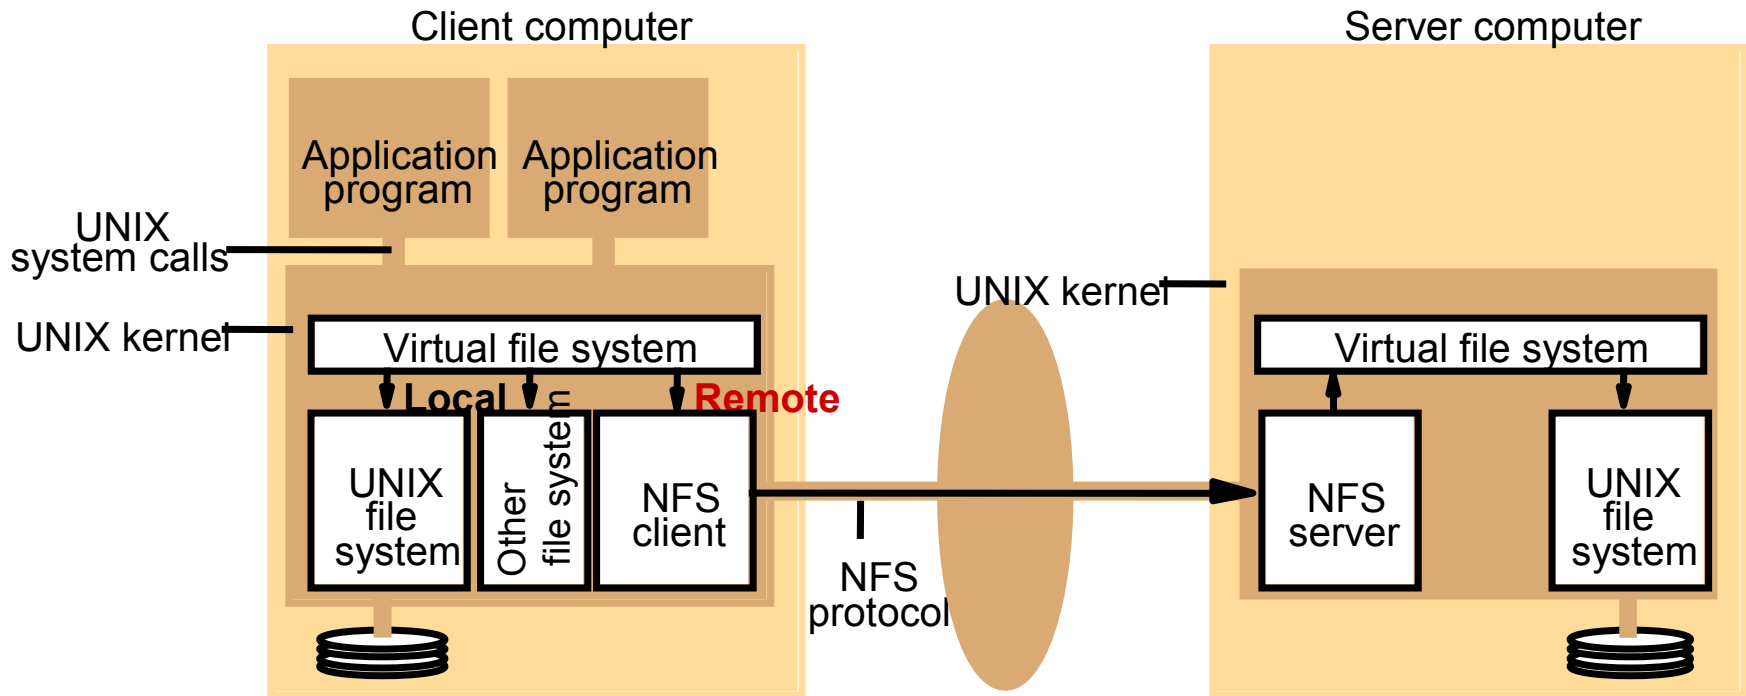 Client computer
Server computer
Application
program
Application
program
UNIX
system calls
UNIX kernel
UNIX kernel
Virtual file system
Virtual file system
Local
Remote
UNIX
file
system
Other
file system
NFS
client
NFS
protocol
NFS
server
UNIX
file
system